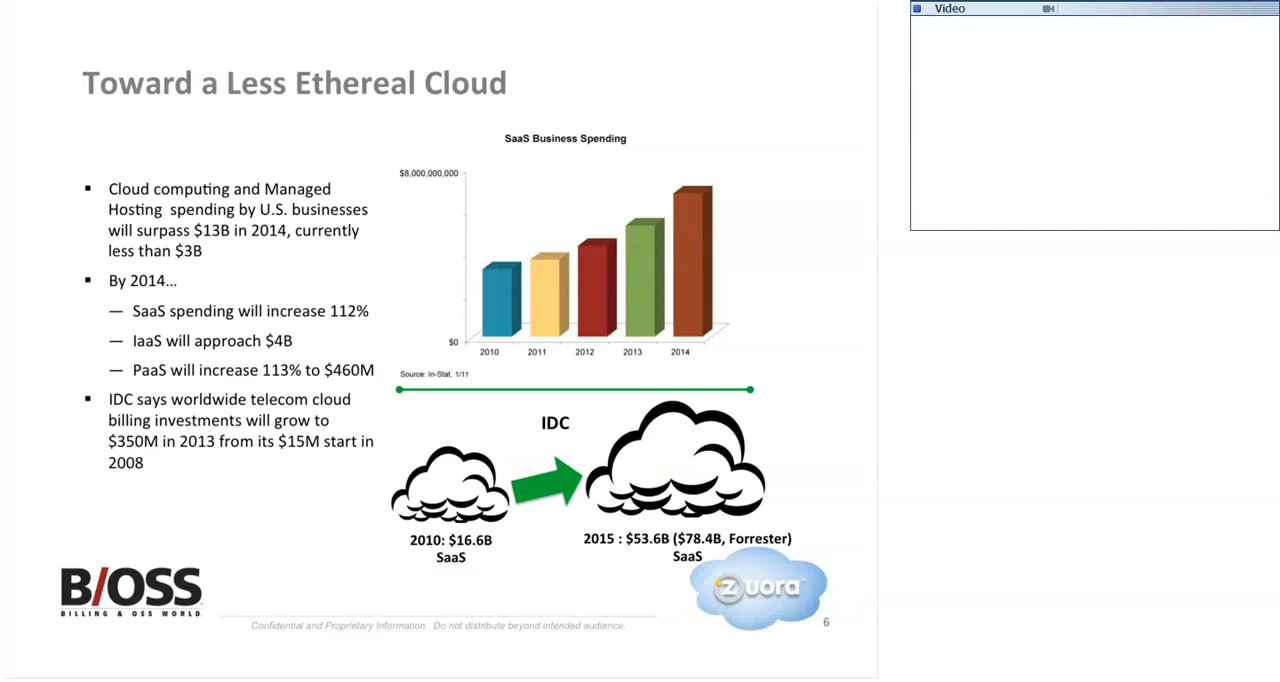 Video
Toward a Less Ethereal Cloud
SaaS Business Spending
▪ Cloud computing and Managed
Hosting spending by U.S. businesses
will surpass $13B in 2014, currently
less than $3B
▪ By 2014…
— SaaS spending will increase 112%
— IaaS will approach $4B
— PaaS will increase 113% to $460M
▪ IDC says worldwide telecom cloud
billing investments will grow to
$350M in 2013 from its $15M start in
2008
$8,000,000,000
$0
2010 2011 2012 2013 2014
Source: In-Stat, 1/11
IDC
2010: $16.6B
SaaS
2015 : $53.6B ($78.4B, Forrester)
SaaS
B/OSS
BILLING & OSS WORLD
zuora
Confidential and Proprietary Information. Do not distribute beyond intended audience.
6